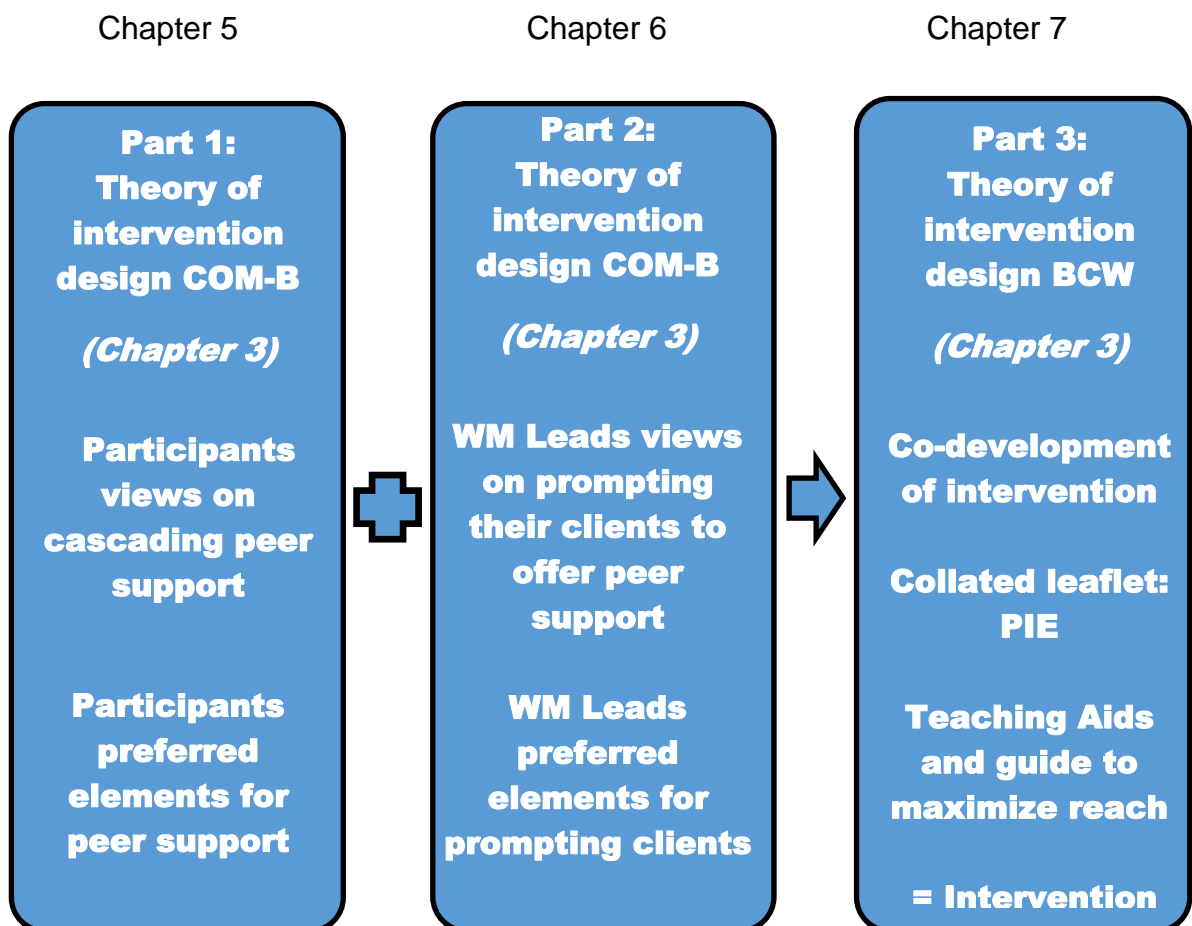 Chapter 5
Chapter 6
Chapter 7
Part 1:
Theory of
intervention
design COM-B
(Chapter 3)
Participants
views on
cascading peer
support
Participants
preferred
elements for
peer support
Part 2:
Theory of
intervention
design COM-B
(Chapter 3)
WM Leads views
on prompting
their clients to
offer peer
support
WM Leads
preferred
elements for
prompting clients
Part 3:
Theory of
intervention
design BCW
(Chapter 3)
Co-development
of intervention
Collated leaflet:
PIE
Teaching Aids
and guide to
maximize reach
= Intervention